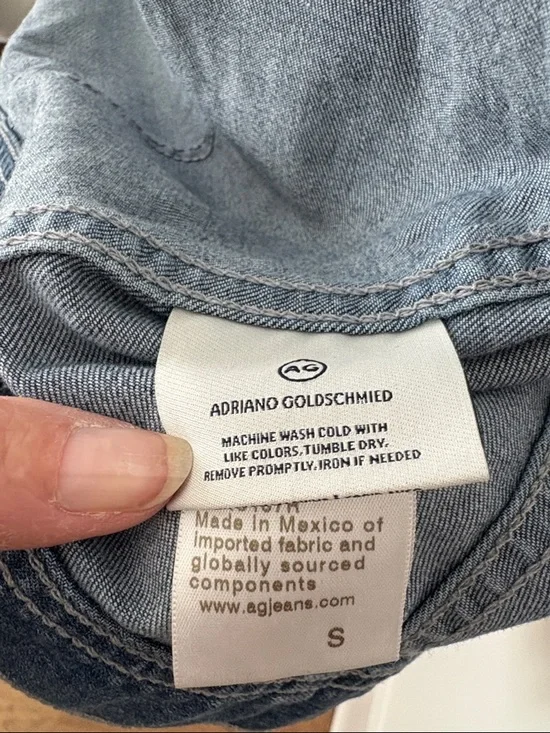 AG
ADRIANO GOLDSCHMIED
MACHINE WASH COLD WITH
LIKE COLORS.TUMBLE DRY.
REMOVE PROMPTLY.IRON IF NEEDED
Made in Mexico of
imported fabric and
globally sourced
components
www.agjeans.com
S